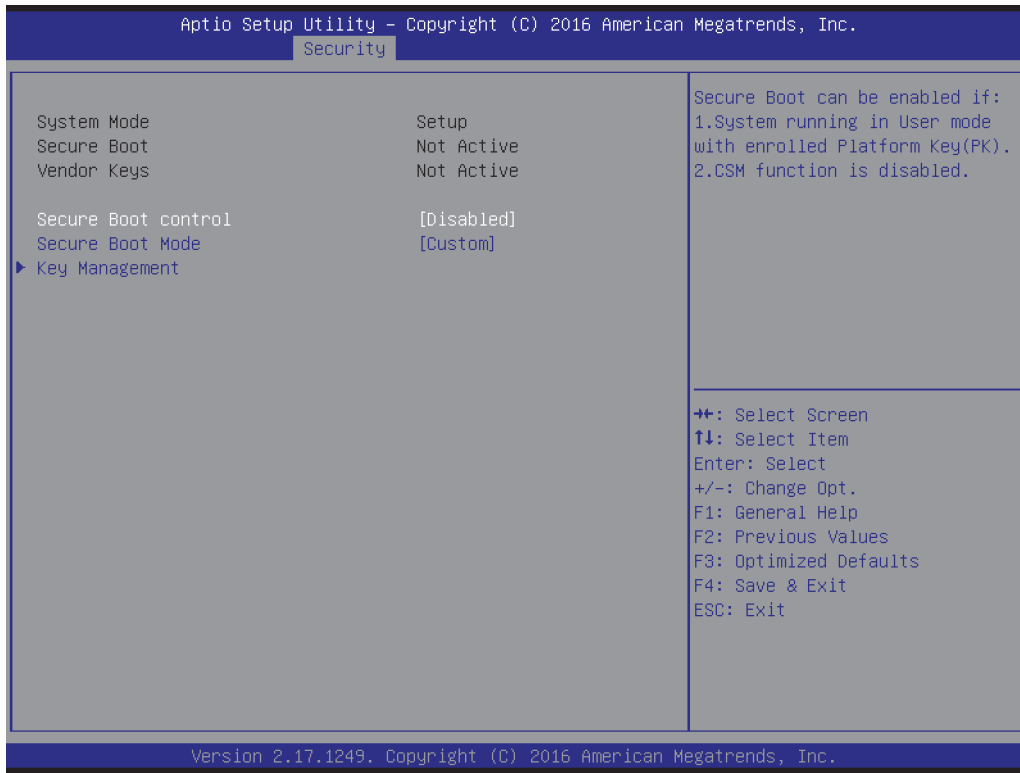 Aptio Setup Utility – Copyright (C) 2016 American Megatrends, Inc.
Security
System Mode Setup
Secure Boot Not Active
Vendor Keys Not Active
Secure Boot control [Disabled]
Secure Boot Mode [Custom]
Key Management
Secure Boot can be enabled if:
1.System running in User mode
with enrolled Platform Key(PK).
2.CSM function is disabled.
→←: Select Screen
↑↓: Select Item
Enter: Select
+/-: Change Opt.
F1: General Help
F2: Previous Values
F3: Optimized Defaults
F4: Save & Exit
ESC: Exit
Version 2.17.1249. Copyright (C) 2016 American Megatrends, Inc.